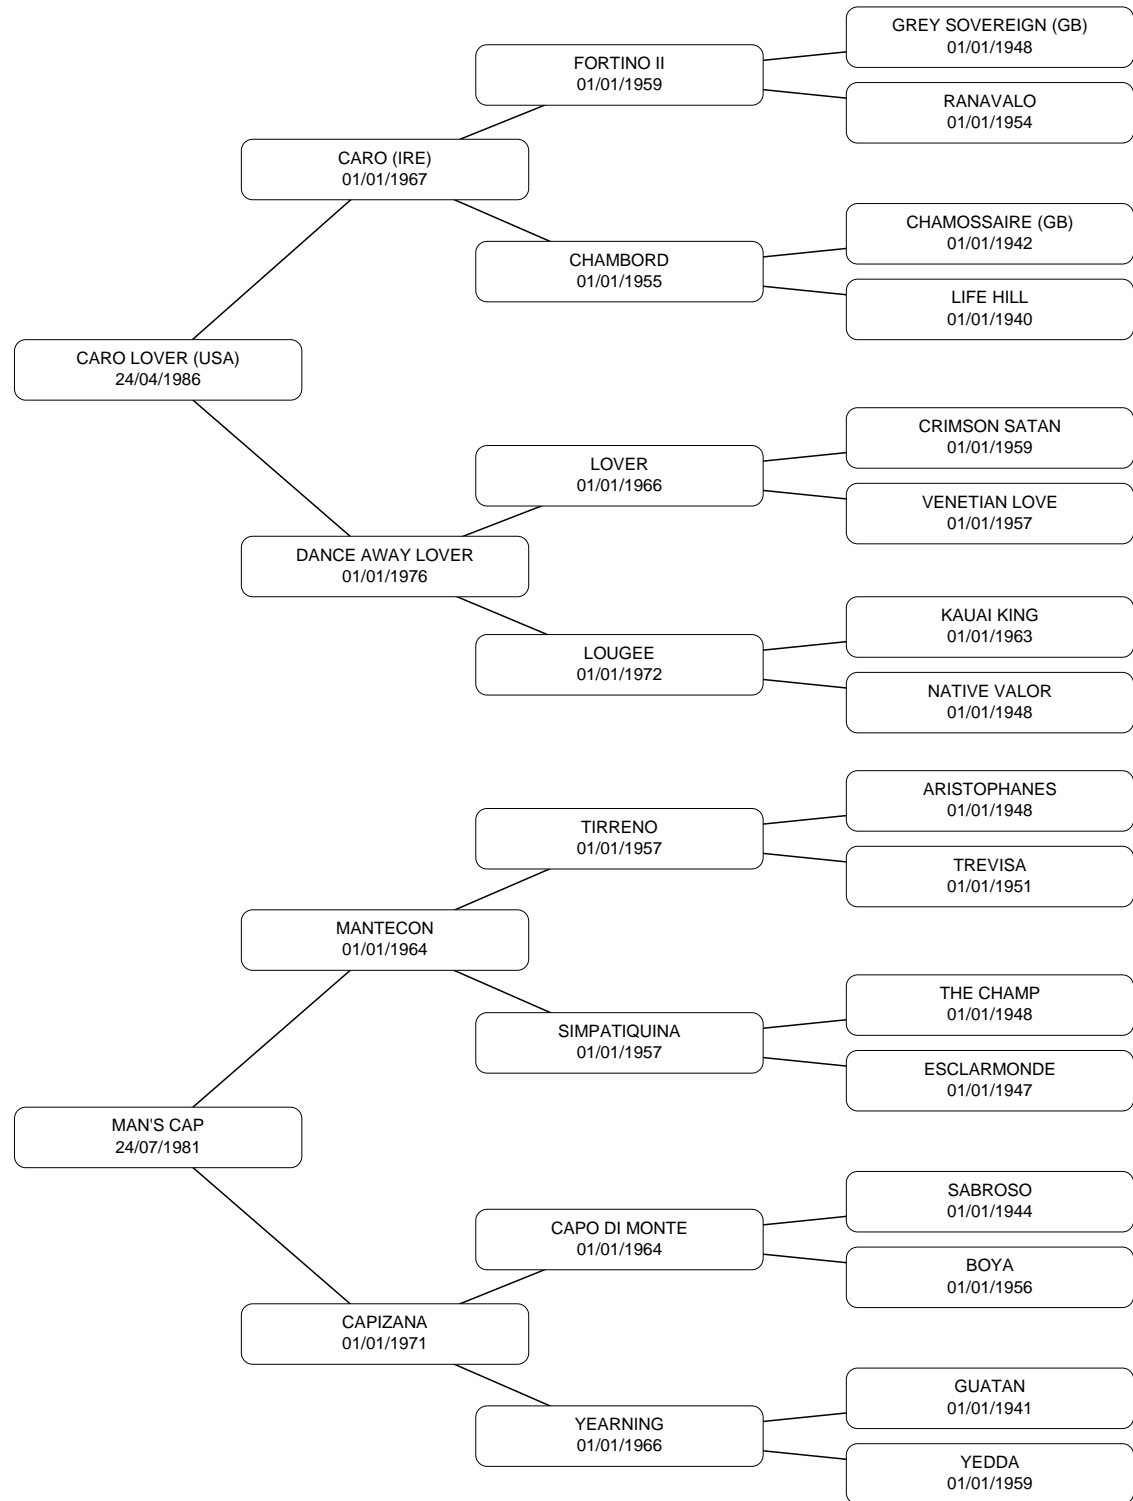 GREY SOVEREIGN (GB)
01/01/1948
FORTINO II
01/01/1959
RANAVALO
01/01/1954
CARO (IRE)
01/01/1967
CHAMOSSAIRE (GB)
01/01/1942
CHAMBORD
01/01/1955
LIFE HILL
01/01/1940
CARO LOVER (USA)
24/04/1986
CRIMSON SATAN
01/01/1959
LOVER
01/01/1966
VENETIAN LOVE
01/01/1957
DANCE AWAY LOVER
01/01/1976
KAUAI KING
01/01/1963
LOUGEE
01/01/1972
NATIVE VALOR
01/01/1948
ARISTOPHANES
01/01/1948
TIRRENO
01/01/1957
TREVISA
01/01/1951
MANTECON
01/01/1964
THE CHAMP
01/01/1948
SIMPATIQUINA
01/01/1957
ESCLARMONDE
01/01/1947
MAN'S CAP
24/07/1981
SABROSO
01/01/1944
CAPO DI MONTE
01/01/1964
BOYA
01/01/1956
CAPIZANA
01/01/1971
GUATAN
01/01/1941
YEARNING
01/01/1966
YEDDA
01/01/1959